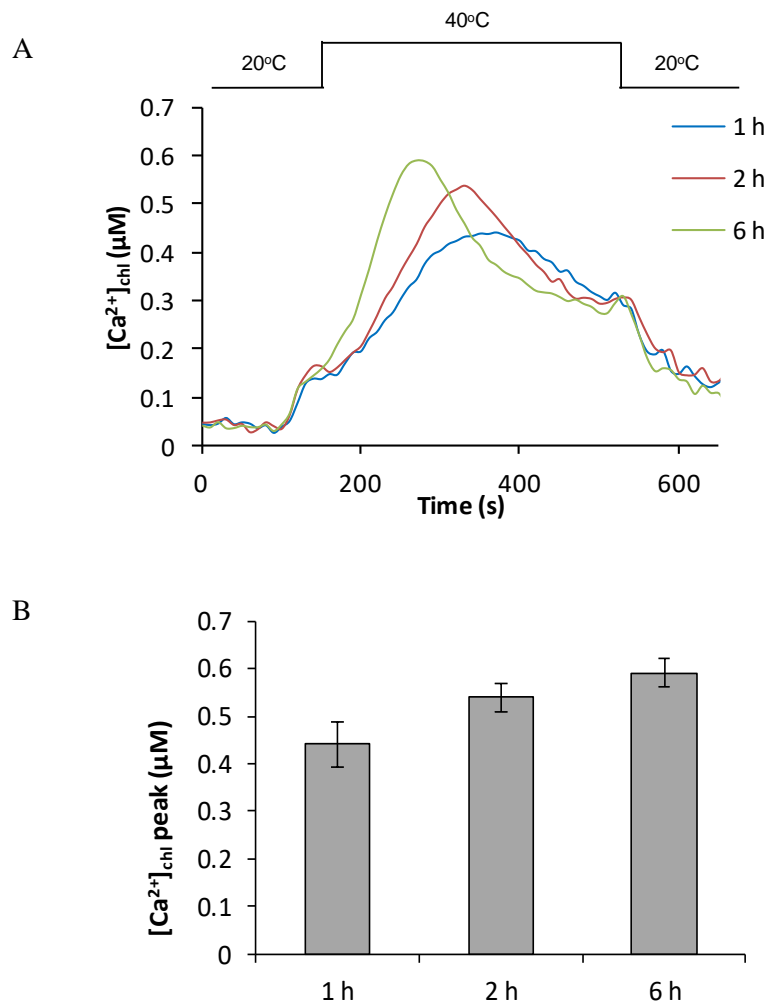 A
40°C
20°C
20°C
0.7
0.6
0.5
0.4
0.3
0.2
0.1
0
[Ca²⁺]chl (µM)
0
200
400
600
Time (s)
1 h
2 h
6 h
B
0.7
0.6
0.5
0.4
0.3
0.2
0.1
0
[Ca²⁺]chl peak (µM)
1 h
2 h
6 h